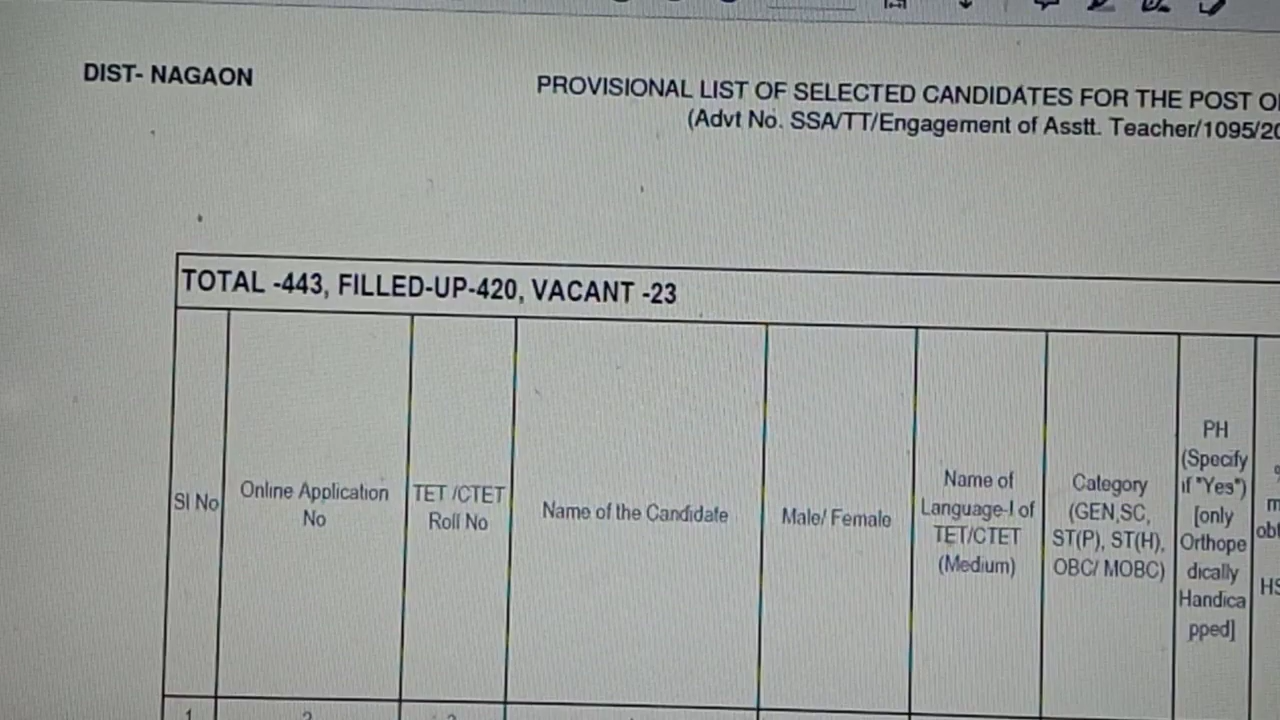 DIST- NAGAON
PROVISIONAL LIST OF SELECTED CANDIDATES FOR THE POST
(Advt No. SSA/TT/Engagement of Asstt. Teacher/1095/20
TOTAL -443, FILLED-UP-420, VACANT -23
Sl No
Online Application
No
TET /CTET
Roll No
Name of the Candidate
Male/ Female
Name of
Language-I of
TET/CTET
(Medium)
Category
(GEN,SC,
ST(P), ST(H),
OBC/ MOBC)
PH
(Specify
if "Yes")
[only
Orthope
dically
Handica
pped]
HS
1